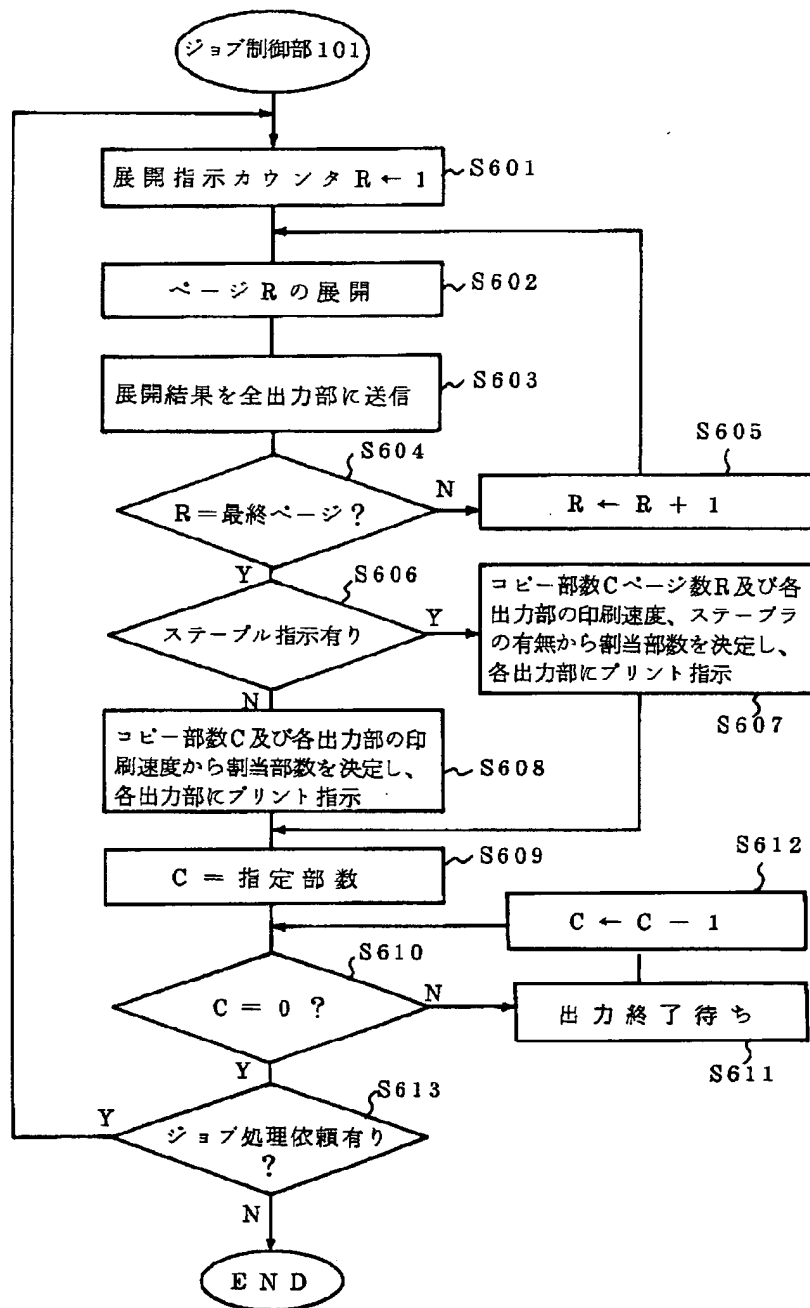 ジョブ制御部101
展開指示カウンタR←1
S601
ページRの展開
S602
展開結果を全出力部に送信
S603
S604
R=最終ページ?
N
Y
S605
R←R+1
S606
ステープル指示有り
Y
N
コピー部数Cページ数R及び各
出力部の印刷速度、ステープラ
の有無から割当部数を決定し、
各出力部にプリント指示
S607
コピー部数C及び各出力部の印
刷速度から割当部数を決定し、
各出力部にプリント指示
S608
S609
C=指定部数
S612
C←C-1
S610
C=0?
N
Y
出力終了待ち
S611
S613
Y
ジョブ処理依頼有り
?
N
END